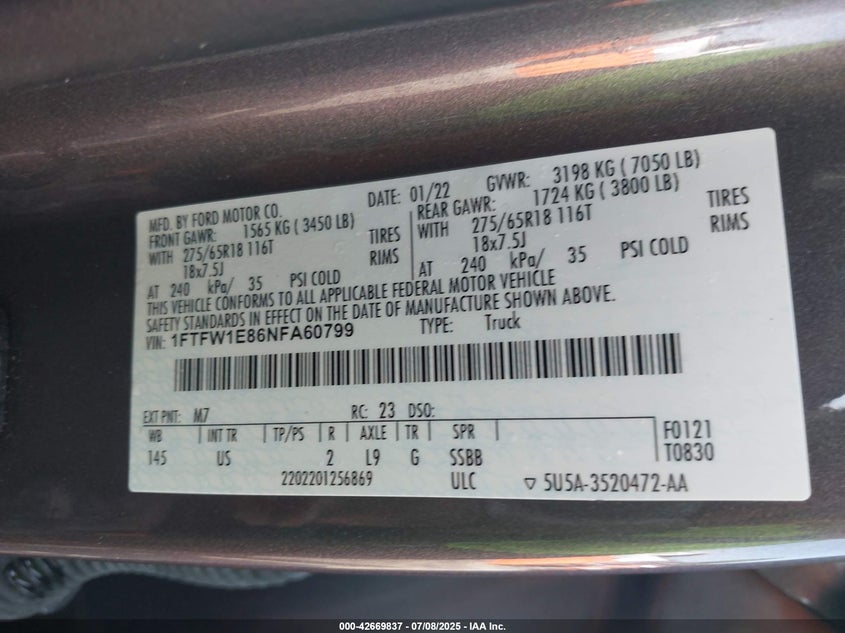 MFD. BY FORD MOTOR CO.
DATE: 01/22
GVWR: 3198 KG ( 7050 LB)
FRONT GAWR: 1565 KG ( 3450 LB)
WITH 275/65R18 116T TIRES
18x7.5J RIMS
AT 240 kPa/ 35 PSI COLD
REAR GAWR: 1724 KG ( 3800 LB)
WITH 275/65R18 116T TIRES
18x7.5J RIMS
AT 240 kPa/ 35 PSI COLD
THIS VEHICLE CONFORMS TO ALL APPLICABLE FEDERAL MOTOR VEHICLE
SAFETY STANDARDS IN EFFECT ON THE DATE OF MANUFACTURE SHOWN ABOVE.
VIN: 1FTFW1E86NFA60799 TYPE: Truck
EXT PNT: M7 RC: 23 DSO:
WB INT TR TP/PS R AXLE TR SPR F0121
145 US 2 L9 G SSBB T0830
2202201256869 ULC ▽ 5U5A-3520472-AA
000-42669837 - 07/08/2025 - IAA Inc.